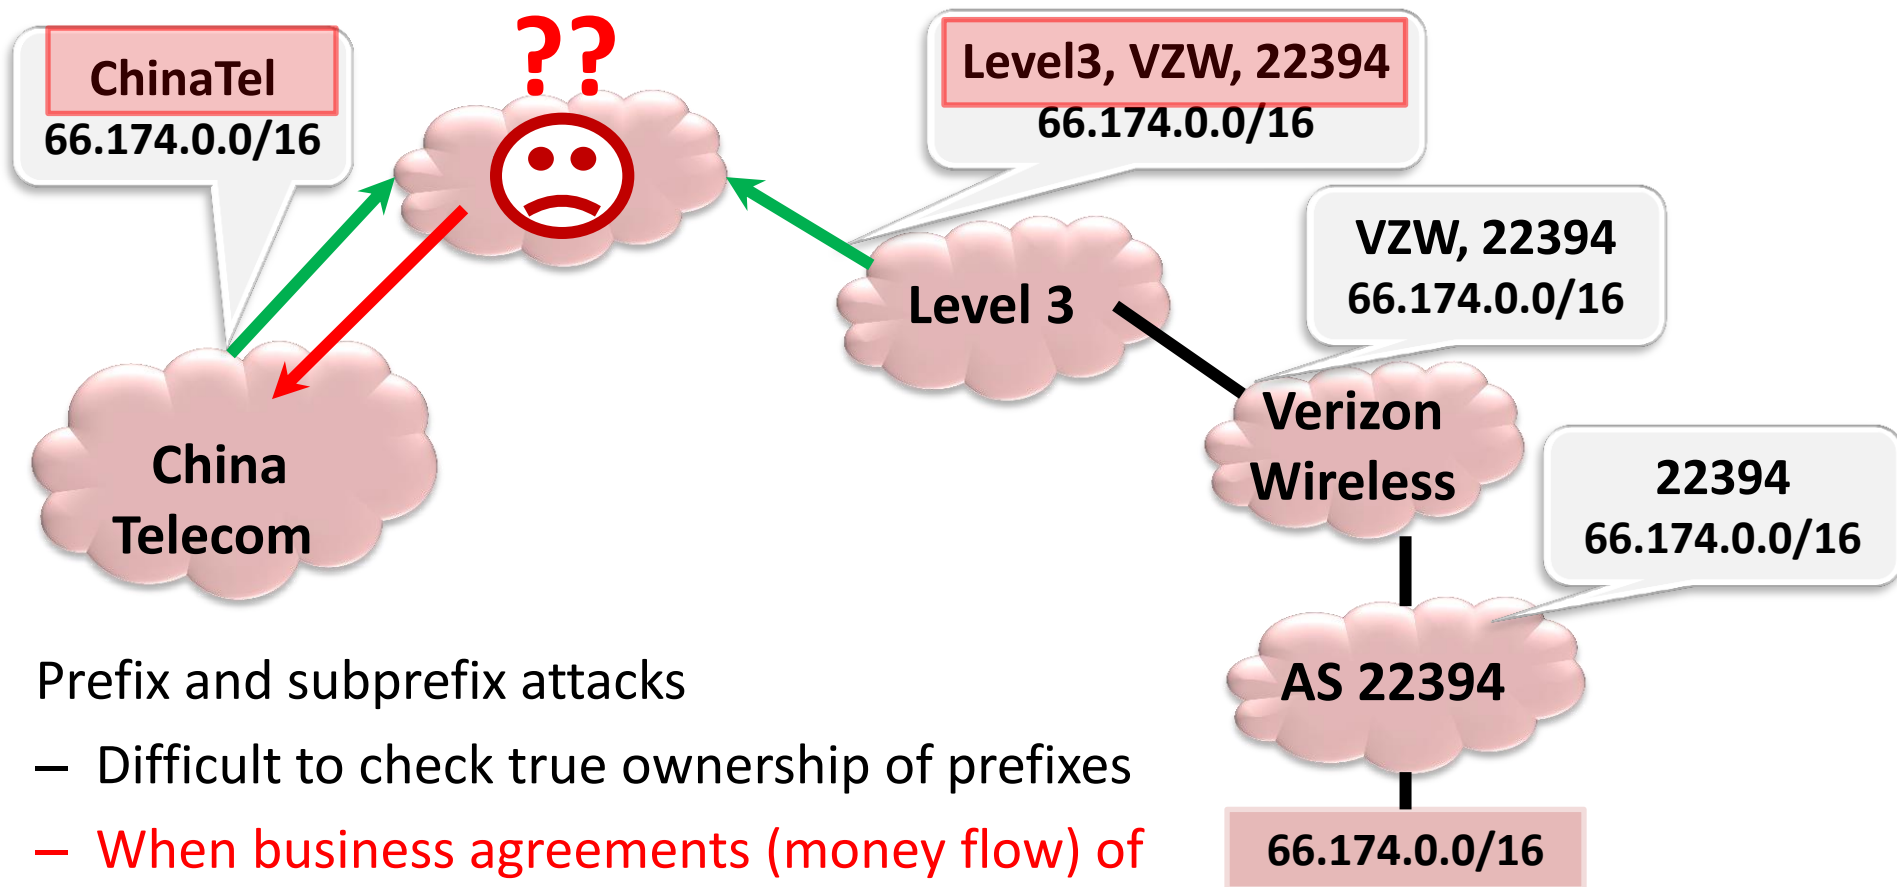 ChinaTel
66.174.0.0/16
??
Level3, VZW, 22394
66.174.0.0/16
VZW, 22394
66.174.0.0/16
Level 3
Verizon
Wireless
22394
66.174.0.0/16
China
Telecom
AS 22394
66.174.0.0/16
Prefix and subprefix attacks
– Difficult to check true ownership of prefixes
– When business agreements (money flow) of